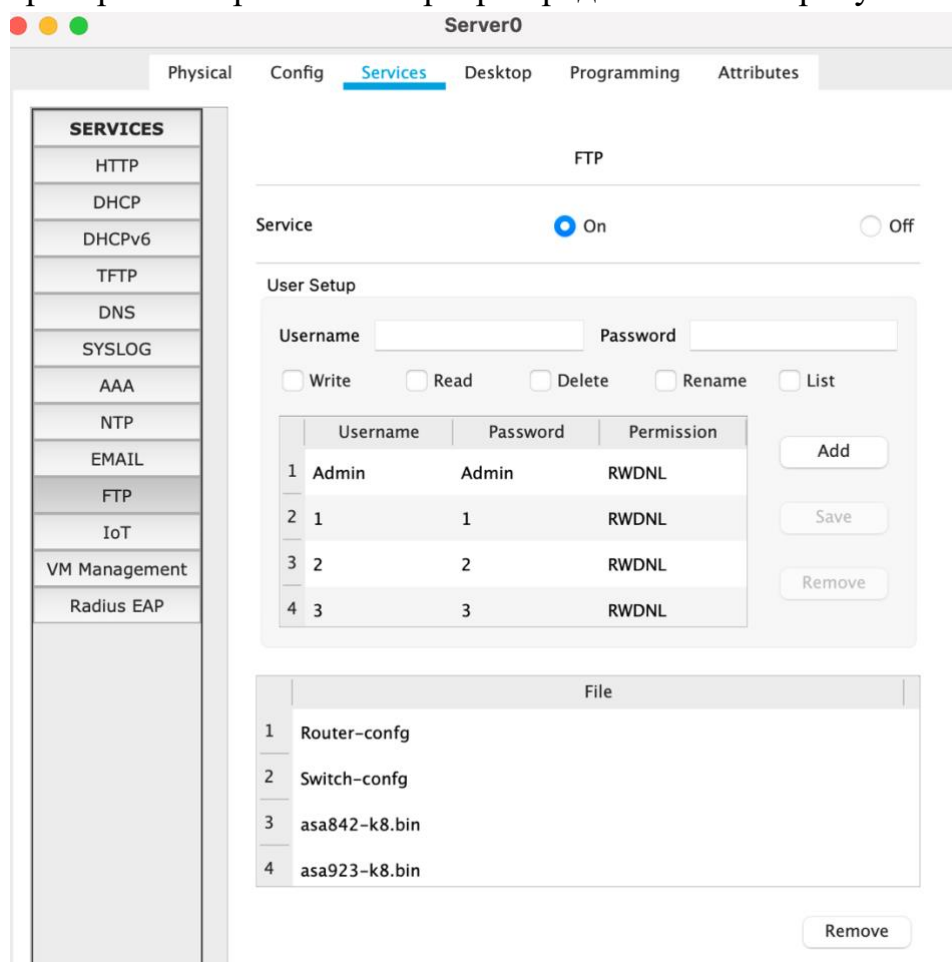 Server0
Physical Config Services Desktop Programming Attributes
SERVICES
HTTP
DHCP
DHCPv6
TFTP
DNS
SYSLOG
AAA
NTP
EMAIL
FTP
IoT
VM Management
Radius EAP
FTP
Service On Off
User Setup
Username Password
Write Read Delete Rename List
Username Password Permission
1 Admin Admin RWDNL
2 1 1 RWDNL
3 2 2 RWDNL
4 3 3 RWDNL
Add
Save
Remove
File
1 Router-confg
2 Switch-confg
3 asa842-k8.bin
4 asa923-k8.bin
Remove